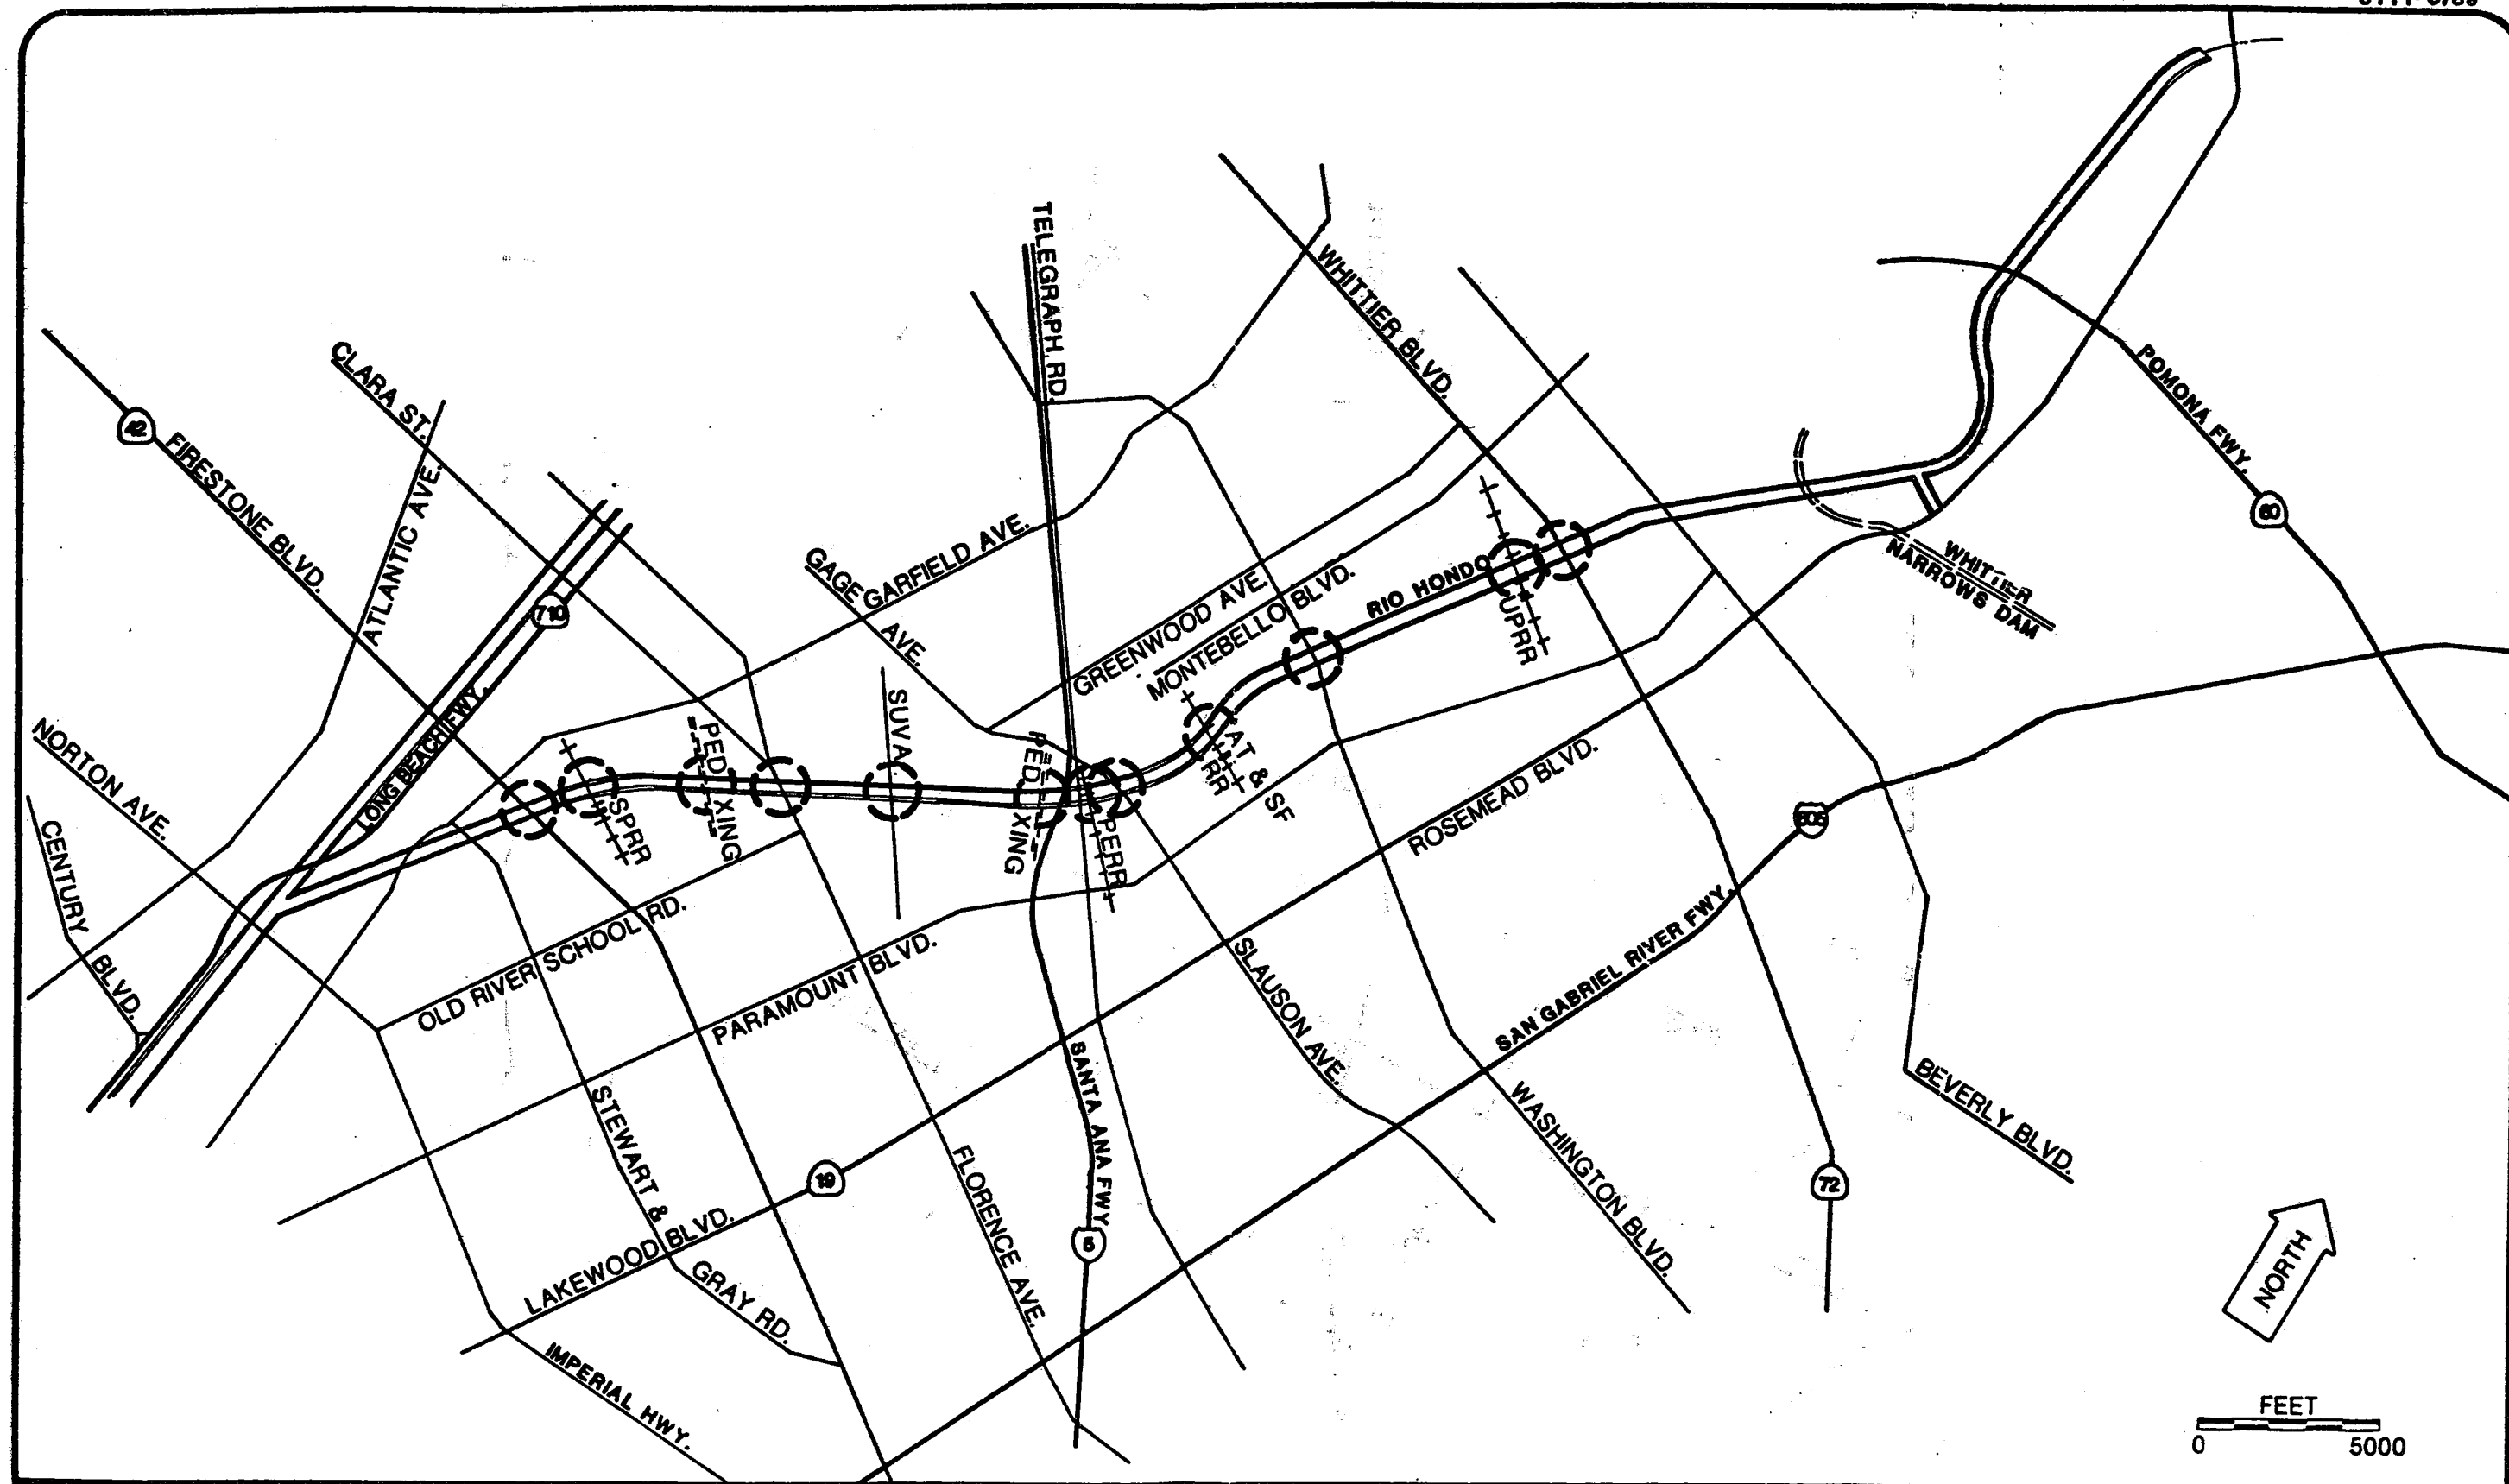 TELEGRAPH RD.
WHITTIER BLVD.
CLARA ST.
POMONA FWY.
42
FIRESTONE BLVD.
ATLANTIC AVE.
60
GARFIELD AVE.
GAGE
AVE.
WHITTIER
NARROWS DAM
RIO HONDO
GREENWOOD AVE.
MONTEBELLO BLVD.
UPRR
710
LONG BEACH FWY.
NORTON AVE.
SUVA
PED
XING
PED
XING
SPRR
A T & SF
RR
PERR
ROSEMEAD BLVD.
605
CENTURY
BLVD.
OLD RIVER SCHOOL RD.
PARAMOUNT BLVD.
SLAUSON AVE.
SAN GABRIEL RIVER FWY.
SANTA ANA FWY
BEVERLY BLVD.
WASHINGTON BLVD.
STEWART &
GRAY RD.
FLORENCE AVE.
19
72
5
LAKEWOOD BLVD.
IMPERIAL HWY.
NORTH
FEET
0 5000